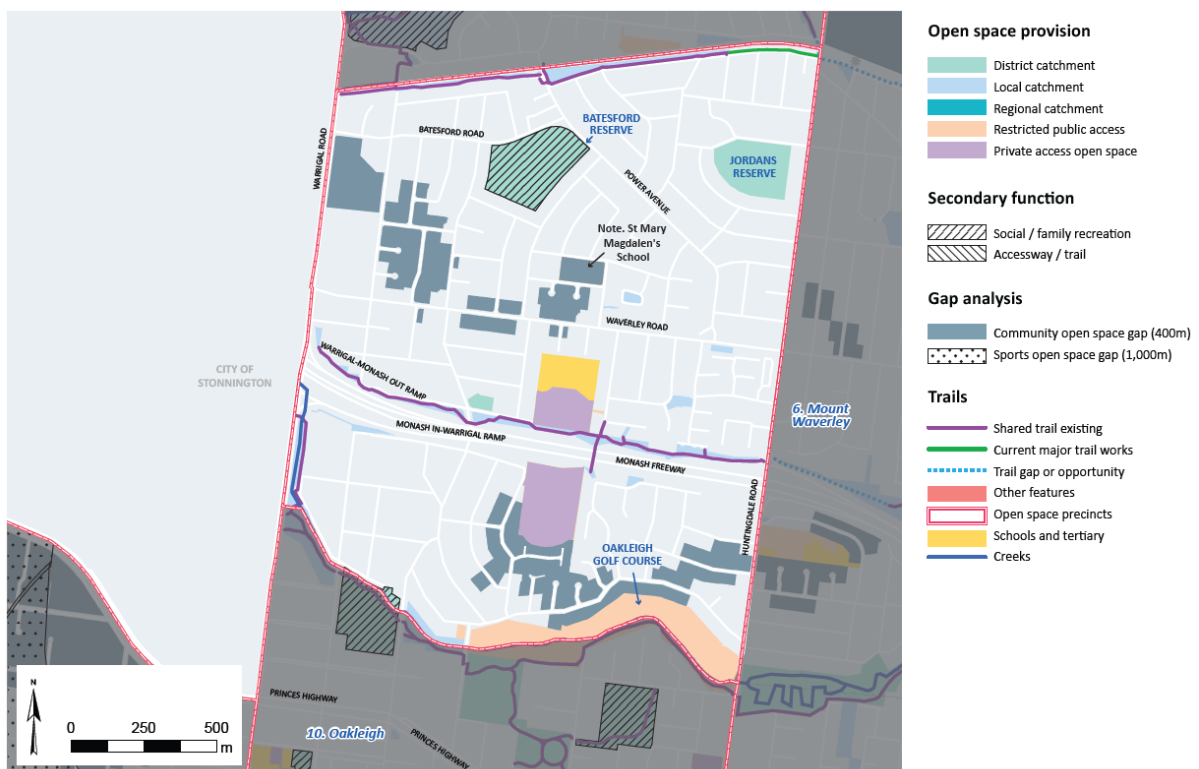 BATESFORD ROAD
BATESFORD
RESERVE
WARRIGAL ROAD
JORDANS
RESERVE
POWER AVENUE
Note. St Mary
Magdalen's
School
WAVERLEY ROAD
WARRIGAL-MONASH OUT RAMP
CITY OF
STONNINGTON
MONASH IN-WARRIGAL RAMP
MONASH FREEWAY
6. Mount
Waverley
HUNTINGDALE ROAD
OAKLEIGH
GOLF COURSE
PRINCES HIGHWAY
10. Oakleigh
PRINCES HIGHWAY
N
0 250 500
m
Open space provision
District catchment
Local catchment
Regional catchment
Restricted public access
Private access open space
Secondary function
Social / family recreation
Accessway / trail
Gap analysis
Community open space gap (400m)
Sports open space gap (1,000m)
Trails
Shared trail existing
Current major trail works
Trail gap or opportunity
Other features
Open space precincts
Schools and tertiary
Creeks